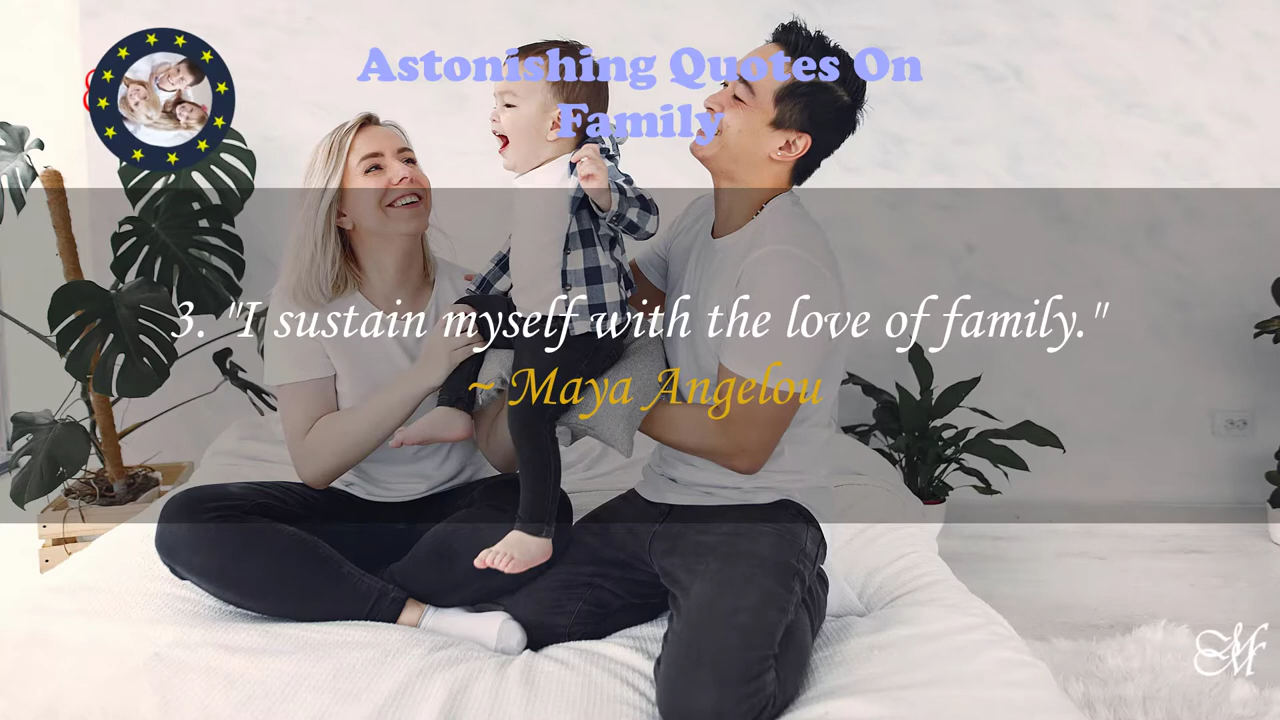 Astonishing Quotes On
Family
3. "I sustain myself with the love of family."
~ Maya Angelou